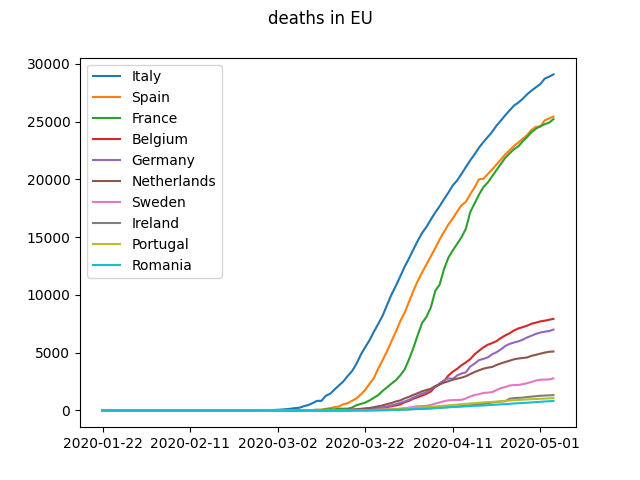 deaths in EU
30000
25000
20000
15000
10000
5000
0
Italy
Spain
France
Belgium
Germany
Netherlands
Sweden
Ireland
Portugal
Romania
2020-01-22 2020-02-11 2020-03-02 2020-03-22 2020-04-11 2020-05-01